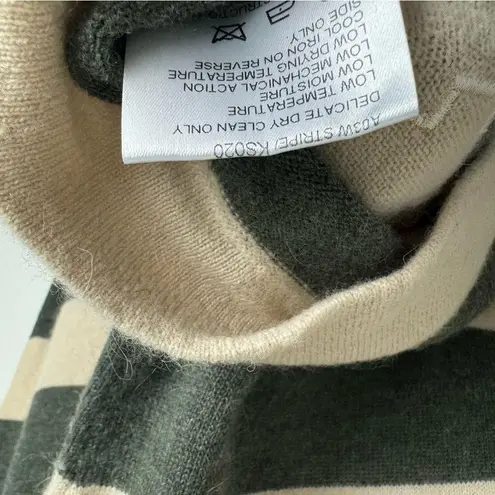 A03W STRIPE/ KS020
DELICATE DRY CLEAN ONLY
LOW TEMPERATURE
LOW MOISTURE
LOW MECHANICAL ACTION
LOW DRYING TEMPERATURE
COOL IRON ON REVERSE
SIDE ONLY.